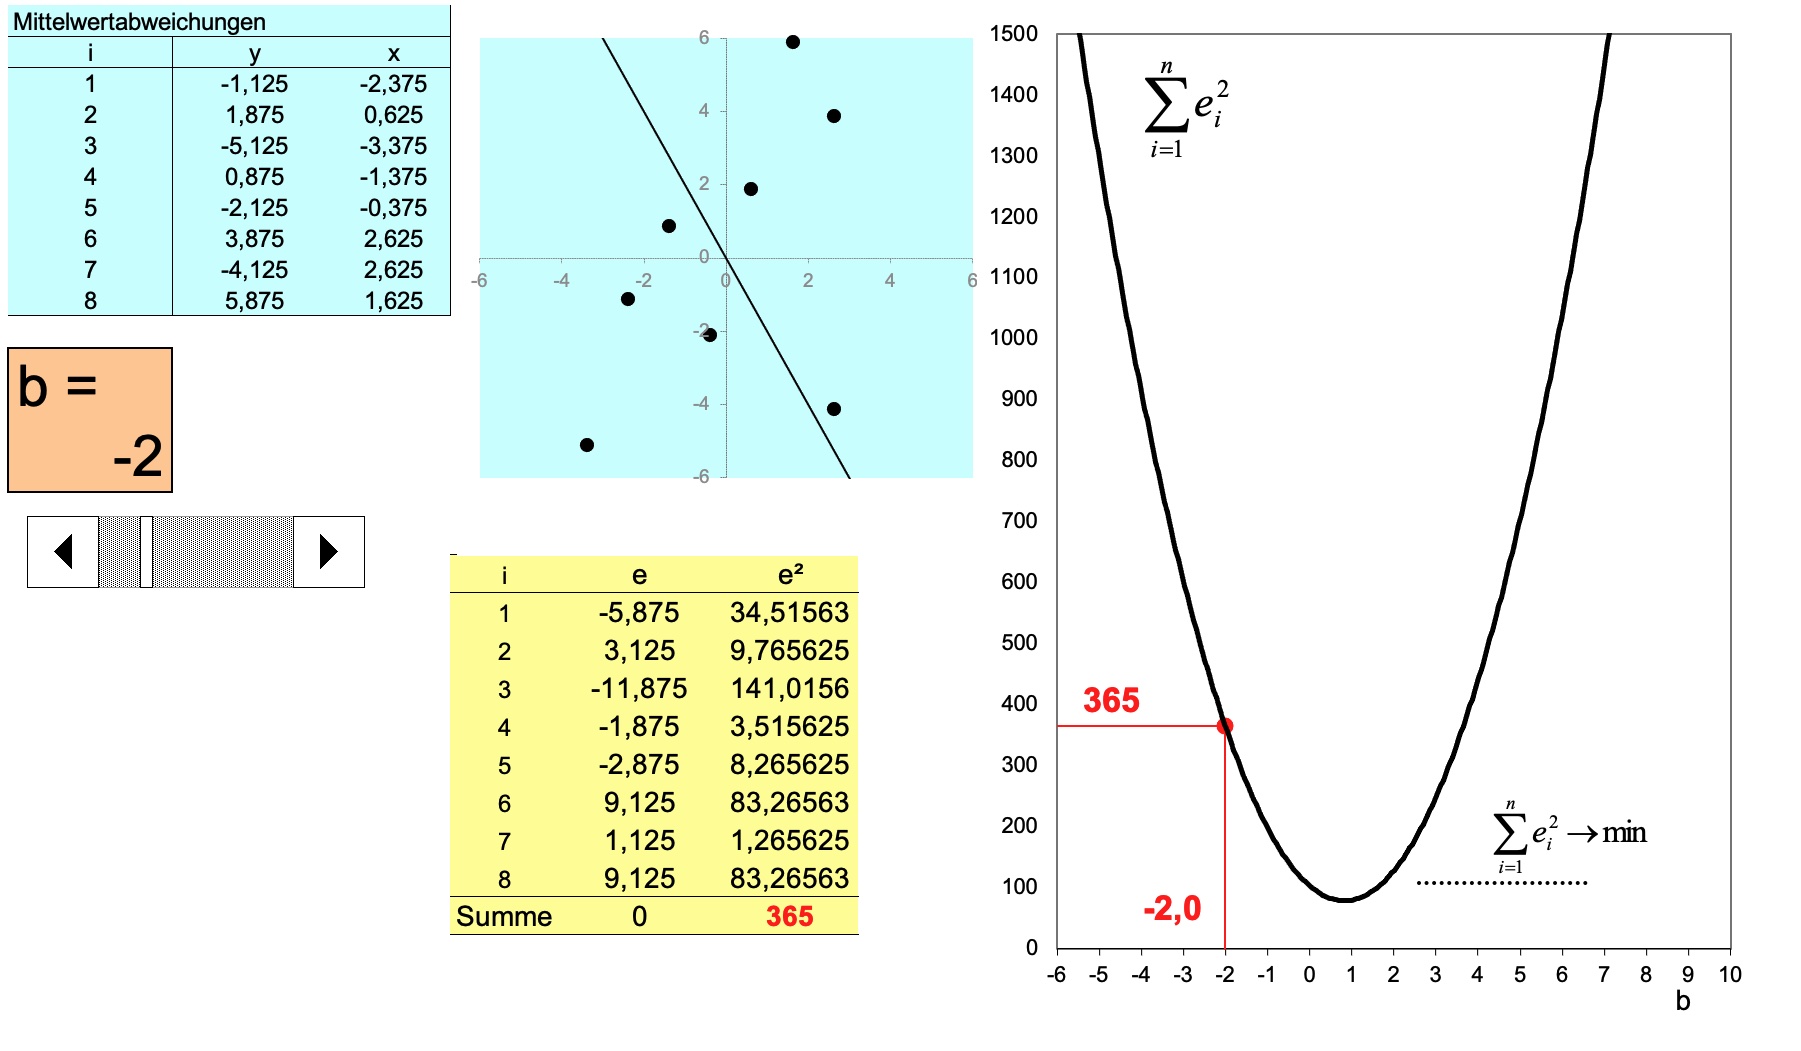 Mittelwertabweichungen
i y x
1 -1,125 -2,375
2 1,875 0,625
3 -5,125 -3,375
4 0,875 -1,375
5 -2,125 -0,375
6 3,875 2,625
7 -4,125 2,625
8 5,875 1,625
b =
-2
6
4
2
0
-6 -4 -2 0 2 4 6
-2
-4
-6
i e e²
1 -5,875 34,51563
2 3,125 9,765625
3 -11,875 141,0156
4 -1,875 3,515625
5 -2,875 8,265625
6 9,125 83,26563
7 1,125 1,265625
8 9,125 83,26563
Summe 0 365
1500
1400
1300
1200
1100
1000
900
800
700
600
500
400
300
200
100
0
n
∑ e_i^2
i=1
365
-2,0
n
∑ e_i^2 → min
i=1
-6 -5 -4 -3 -2 -1 0 1 2 3 4 5 6 7 8 9 10
b